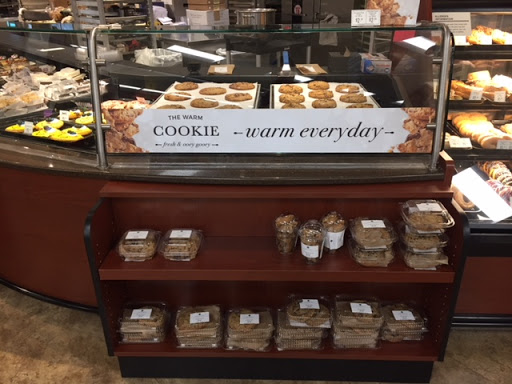 THE WARM
COOKIE
fresh & ooey gooey
warm everyday